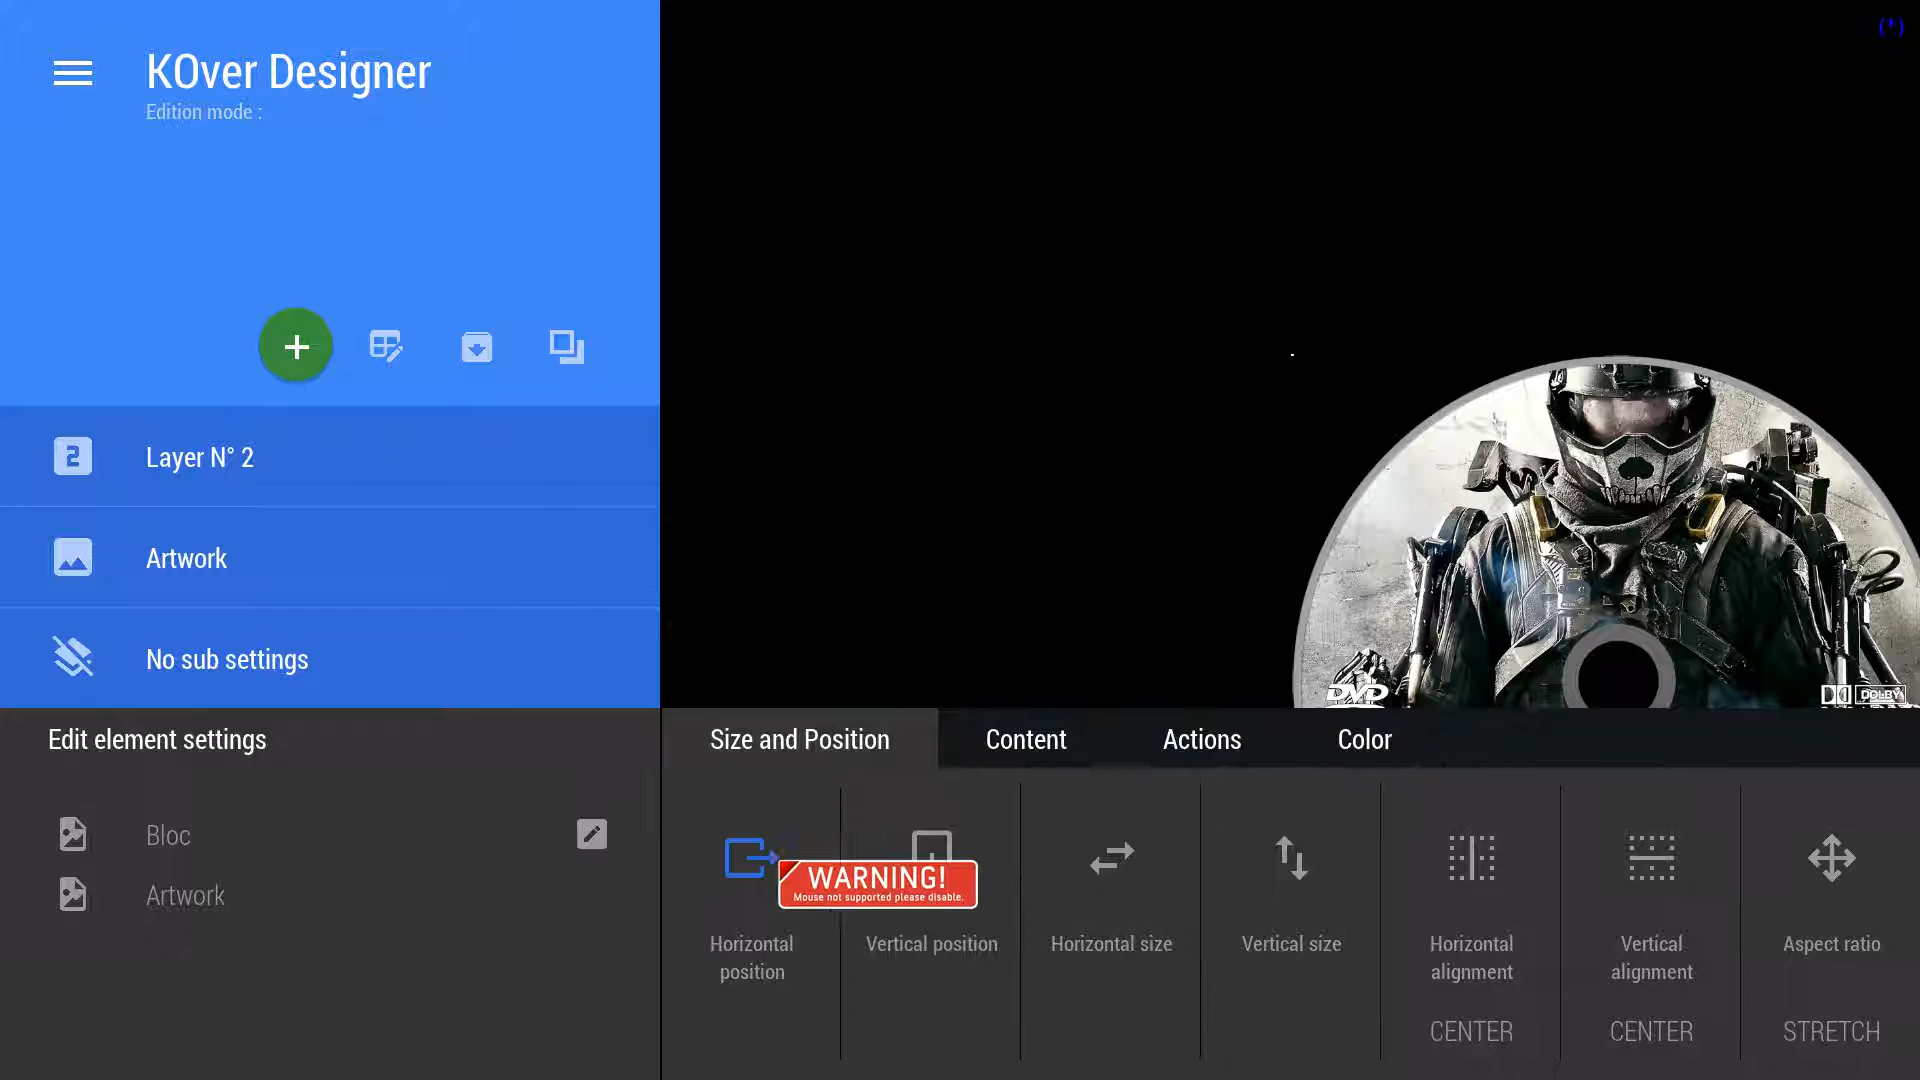 KOver Designer
Edition mode :
(*)
Layer N° 2
Artwork
No sub settings
DVD
DOLBY
Edit element settings
Size and Position
Content
Actions
Color
Bloc
Artwork
WARNING!
Mouse not supported please disable.
Horizontal
position
Vertical position
Horizontal size
Vertical size
Horizontal
alignment
CENTER
Vertical
alignment
CENTER
Aspect ratio
STRETCH